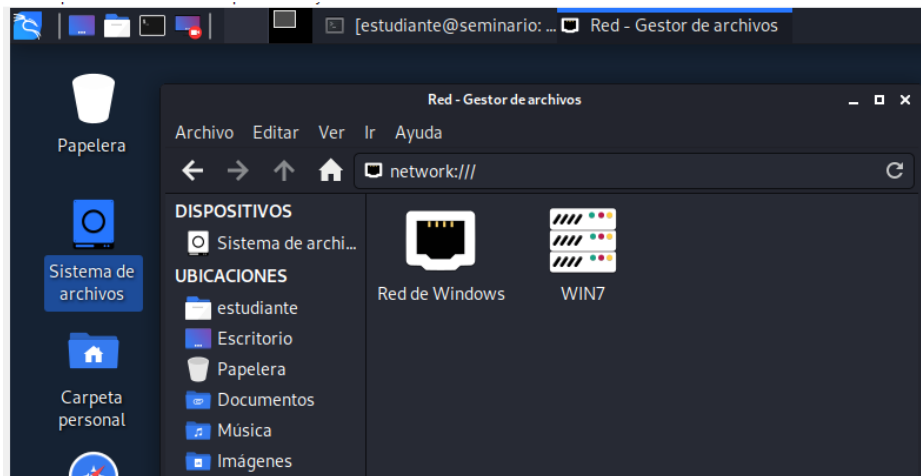 [estudiante@seminario: ... Red - Gestor de archivos
Papelera
Sistema de archivos
Carpeta personal
Red - Gestor de archivos
Archivo Editar Ver Ir Ayuda
network:///
DISPOSITIVOS
Sistema de archi...
UBICACIONES
estudiante
Escritorio
Papelera
Documentos
Música
Imágenes
Red de Windows
WIN7